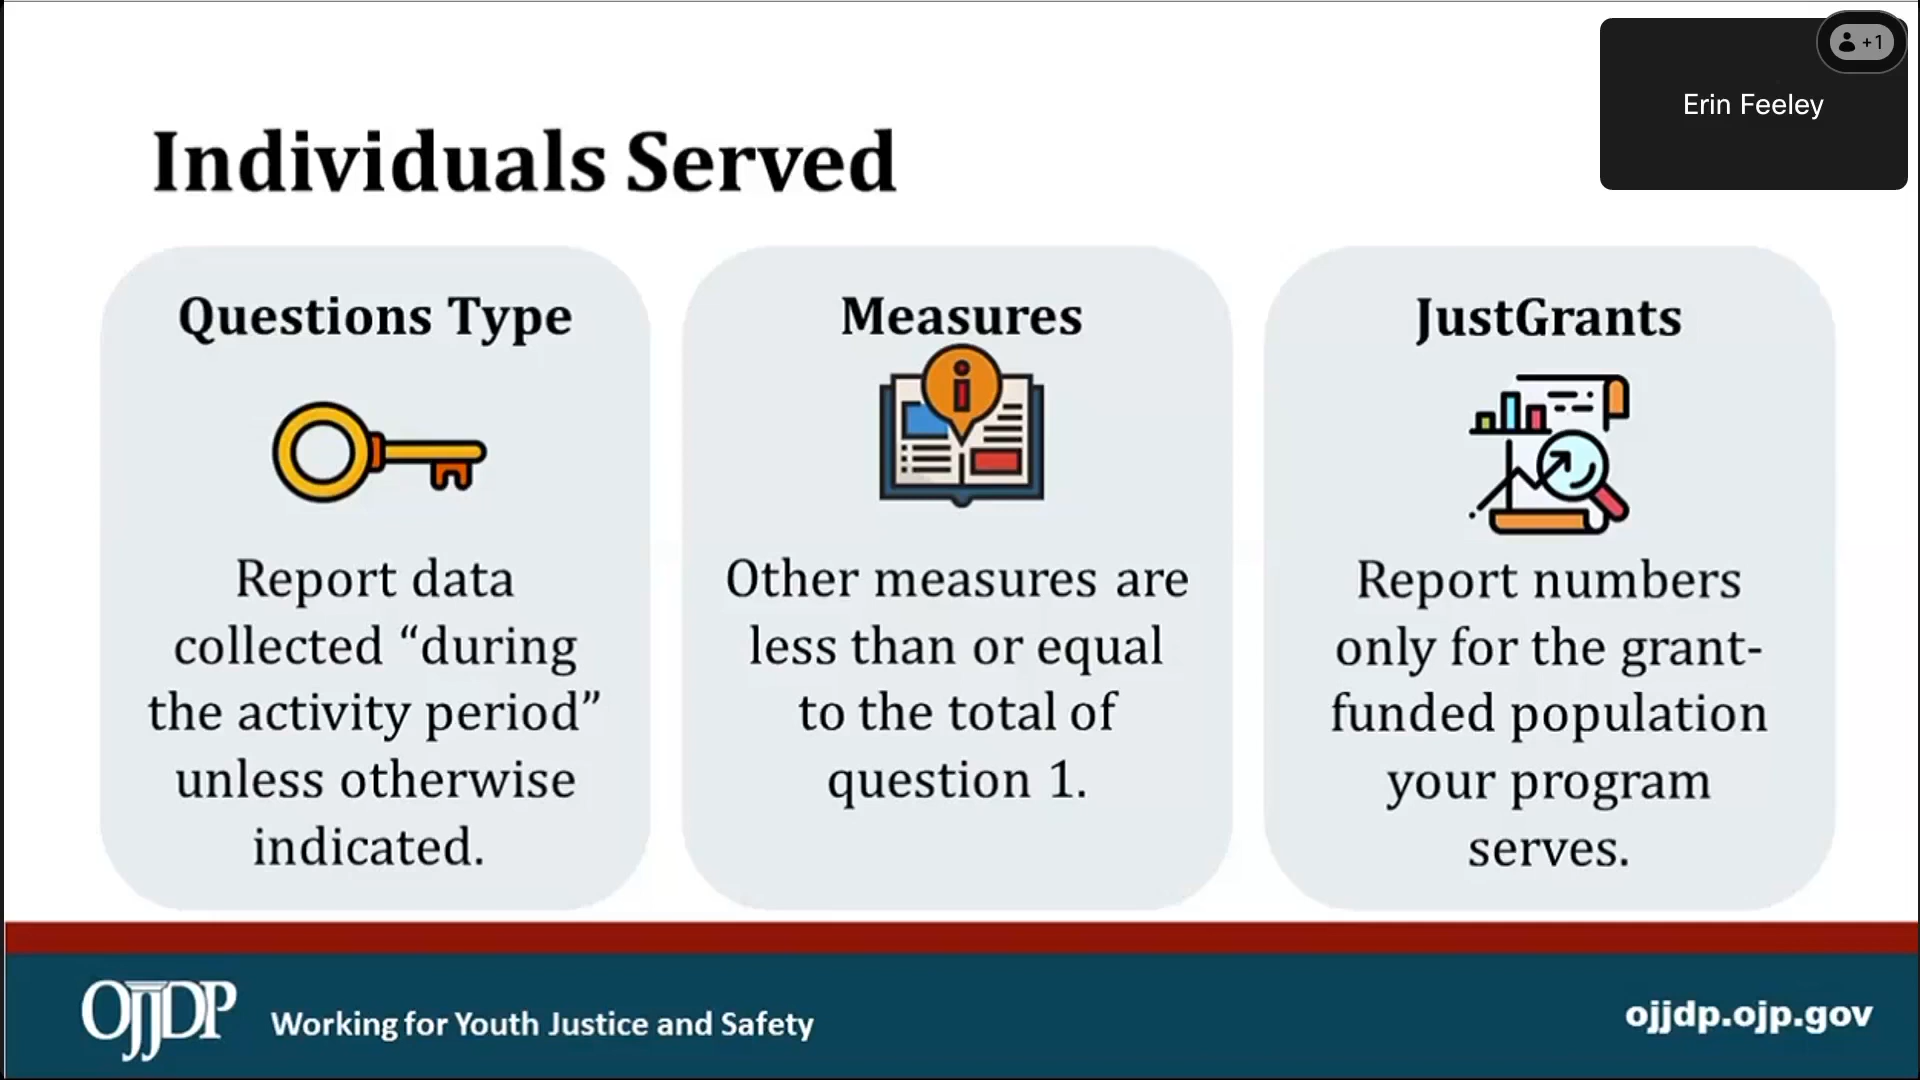 +1
Erin Feeley
Individuals Served
Questions Type
Report data
collected “during
the activity period”
unless otherwise
indicated.
Measures
Other measures are
less than or equal
to the total of
question 1.
JustGrants
Report numbers
only for the grant-
funded population
your program
serves.
OJJDP
Working for Youth Justice and Safety
ojjdp.ojp.gov